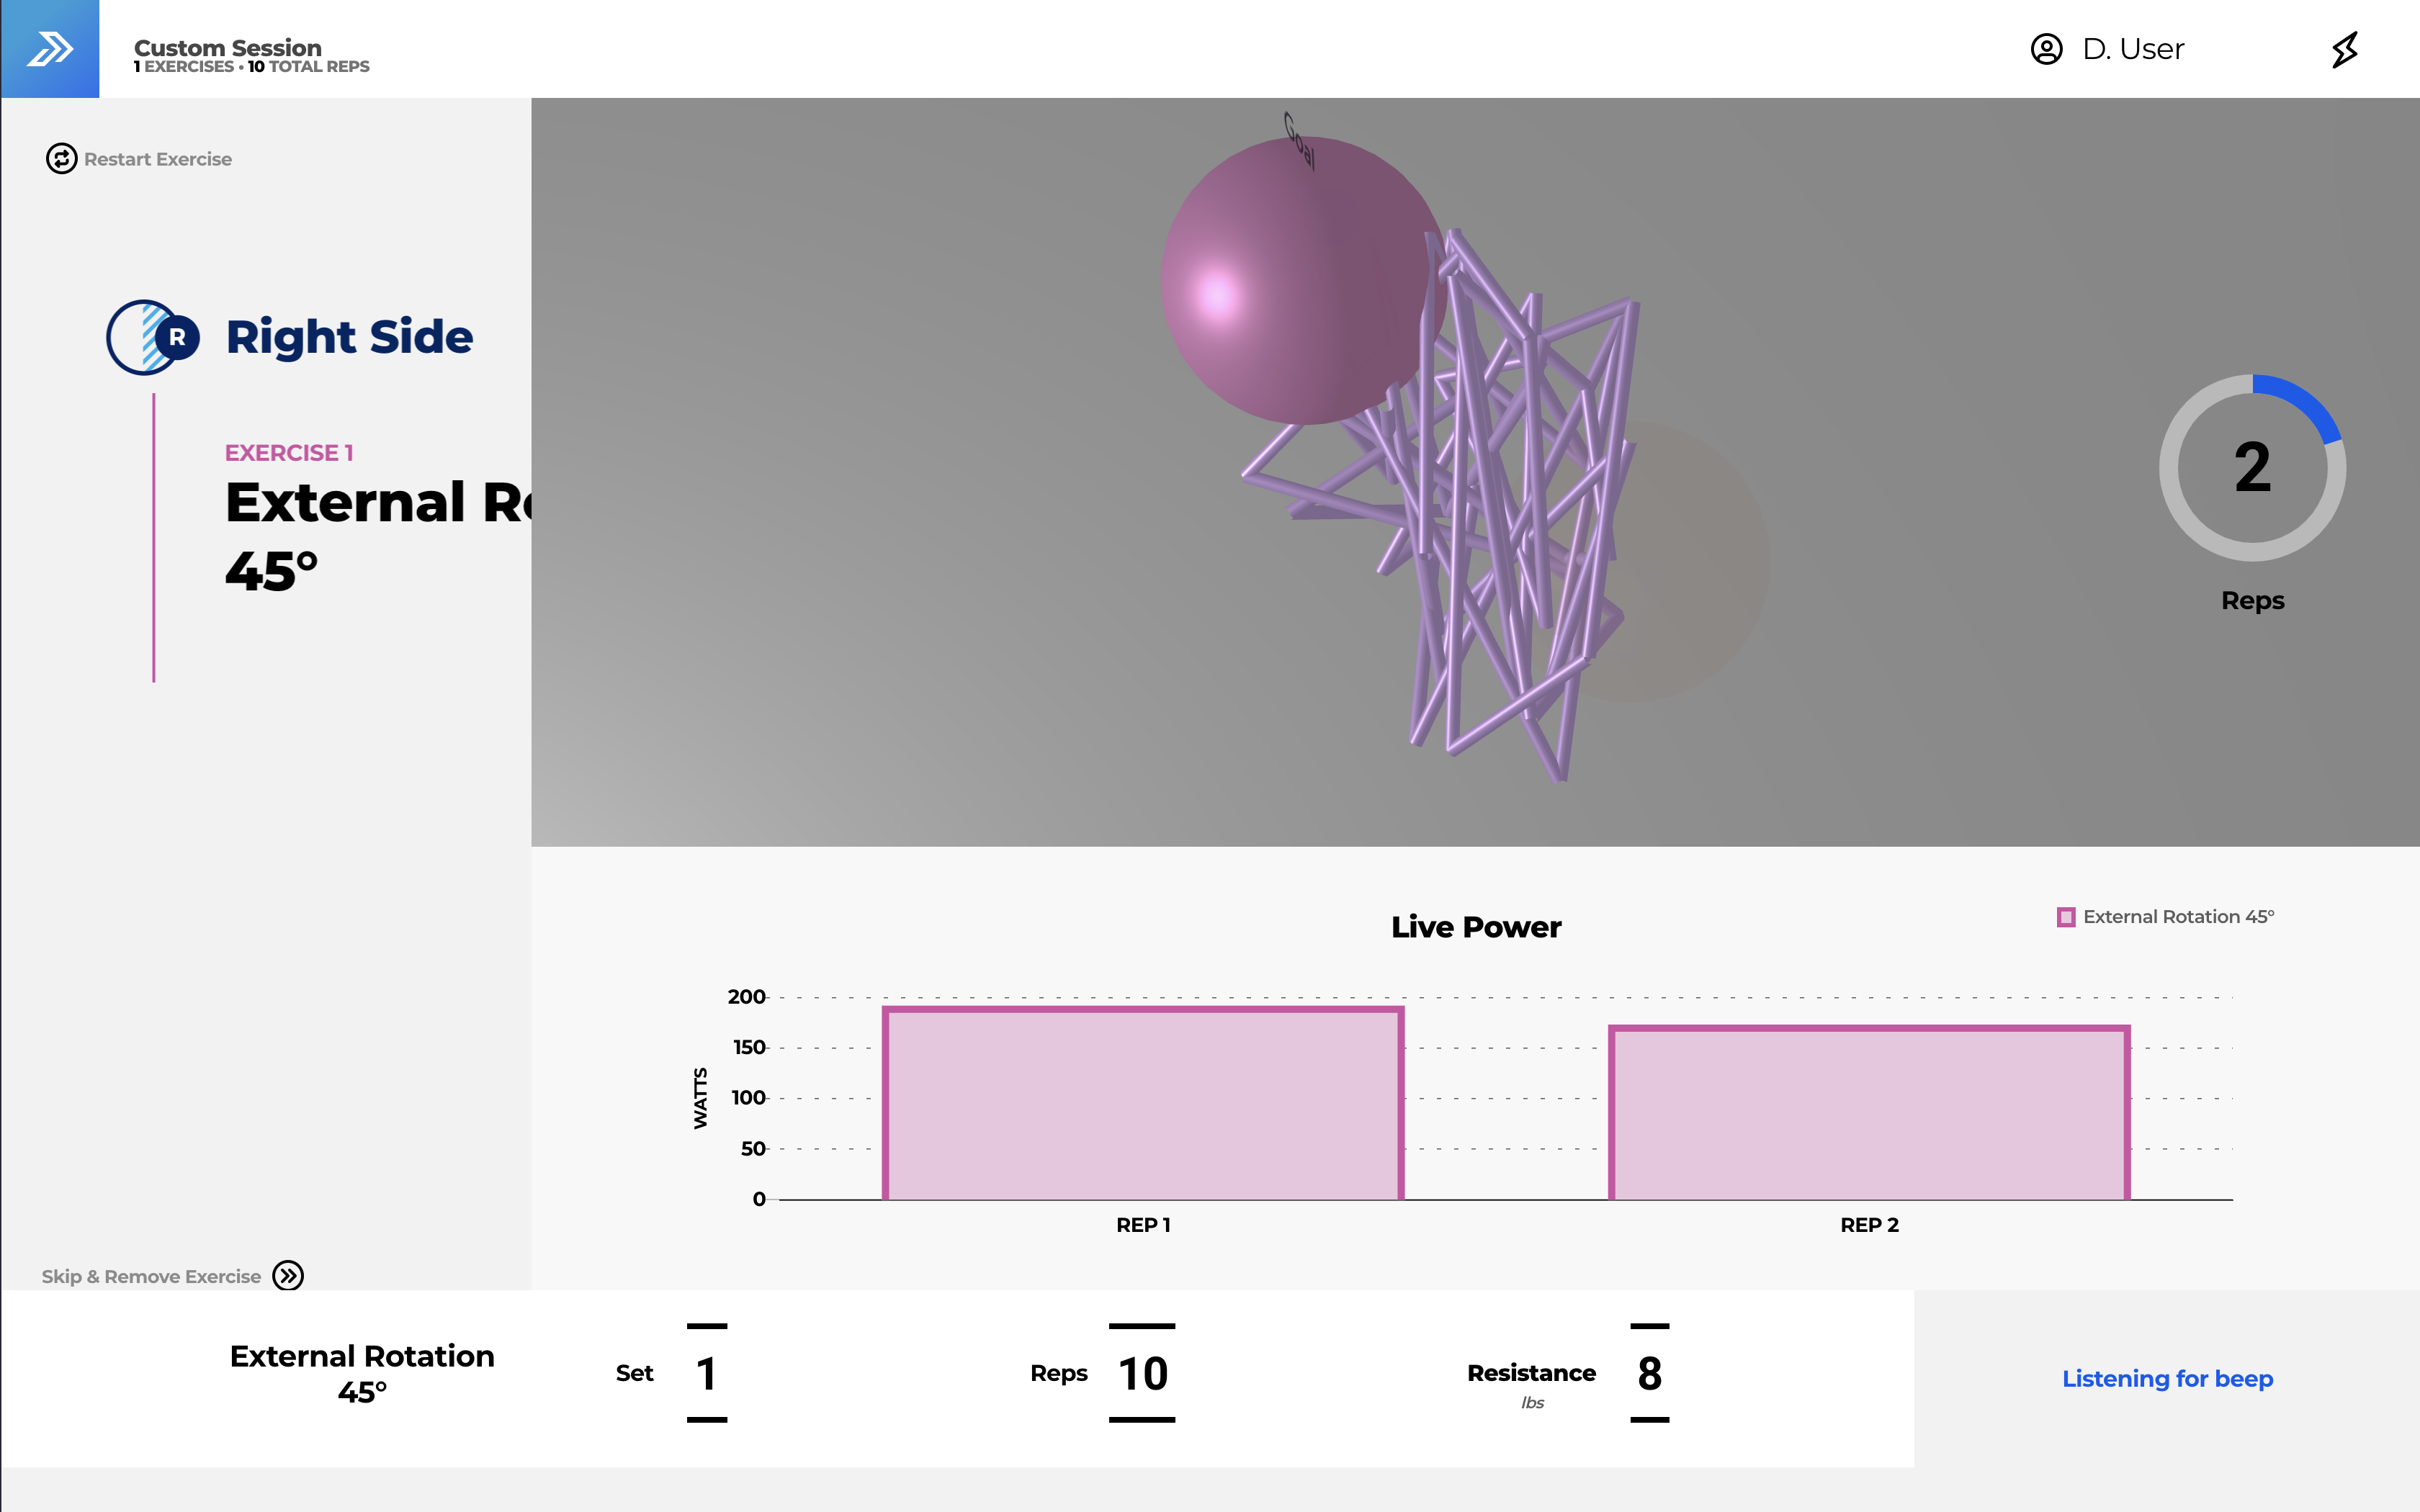 Custom Session
1 EXERCISES • 10 TOTAL REPS
D. User
Restart Exercise
R
Right Side
EXERCISE 1
External R
45°
Goal
2
Reps
Live Power
External Rotation 45°
200
150
100
50
0
WATTS
REP 1
REP 2
Skip & Remove Exercise
External Rotation
45°
Set
1
Reps
10
Resistance
lbs
8
Listening for beep